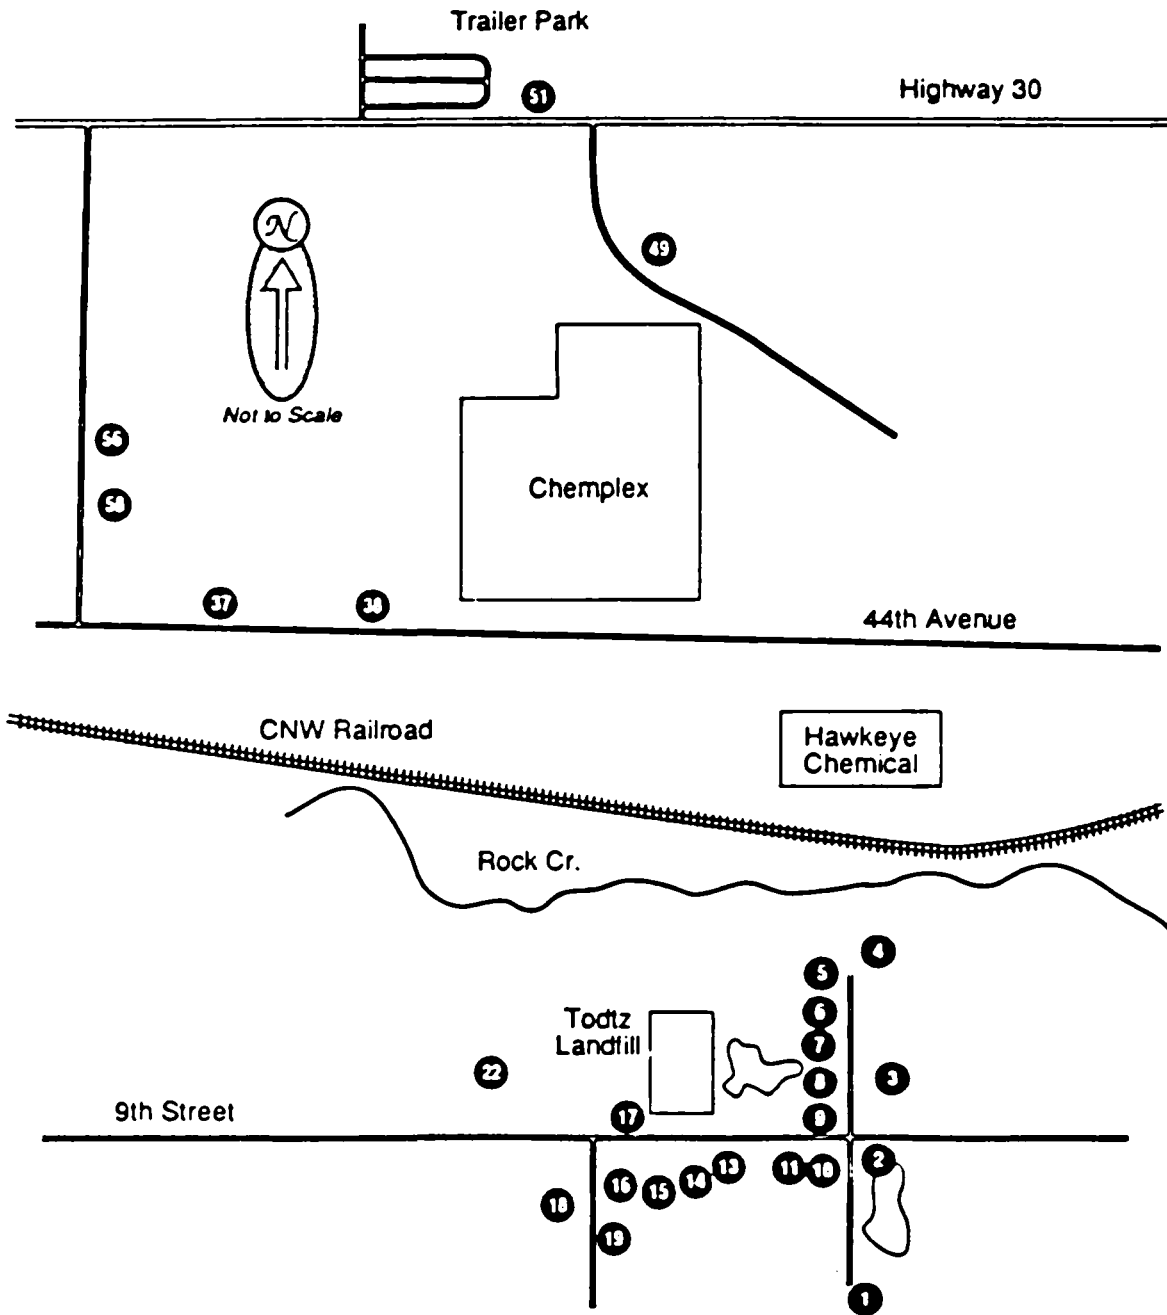 Trailer Park
51
Highway 30
N
49
Not to Scale
56
58
Chemplex
37
38
44th Avenue
CNW Railroad
Hawkeye
Chemical
Rock Cr.
4
5
6
Todtz
Landfill
7
22
8
3
9th Street
17
9
2
11
10
13
14
16
15
18
19
1